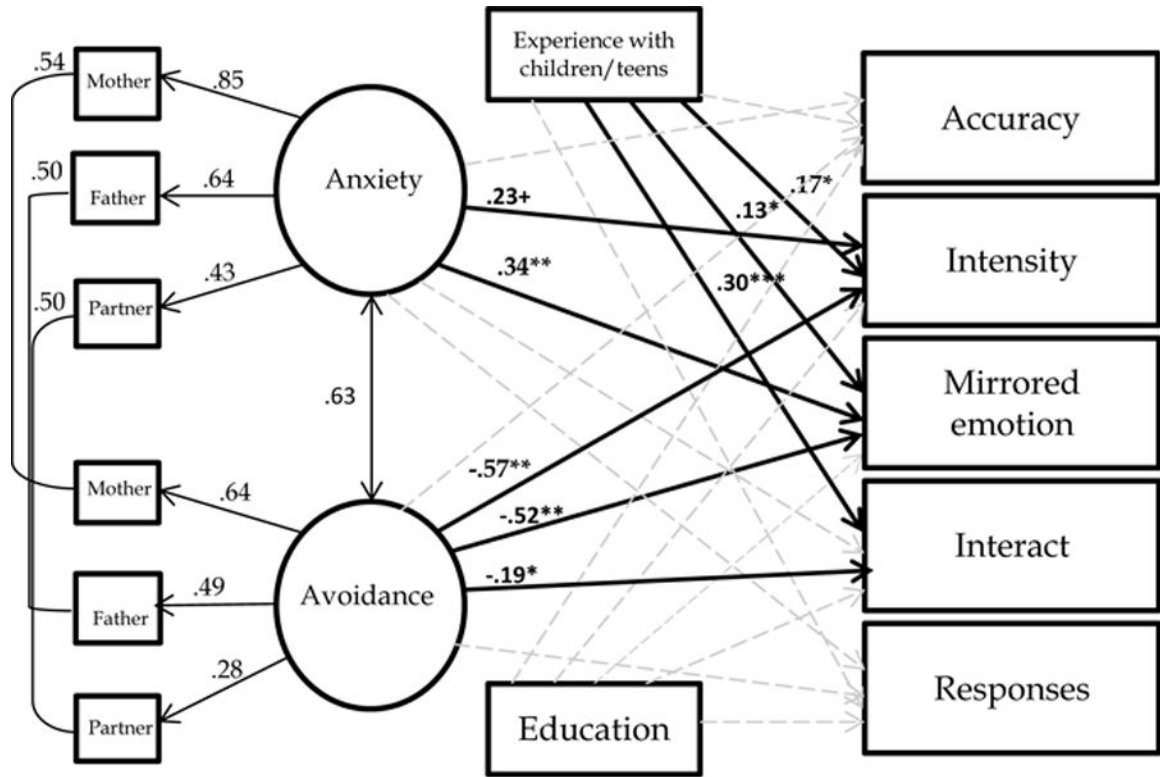 Experience with
children/teens
.54
Mother
.85
Accuracy
Anxiety
.50
Father
.64
.17*
.23+
.13*
Intensity
.34**
.30***
.43
.50
Partner
Mirrored
emotion
.63
-.57**
Mother
.64
-.52**
Interact
-.19*
.49
Avoidance
Father
.28
Responses
Partner
Education